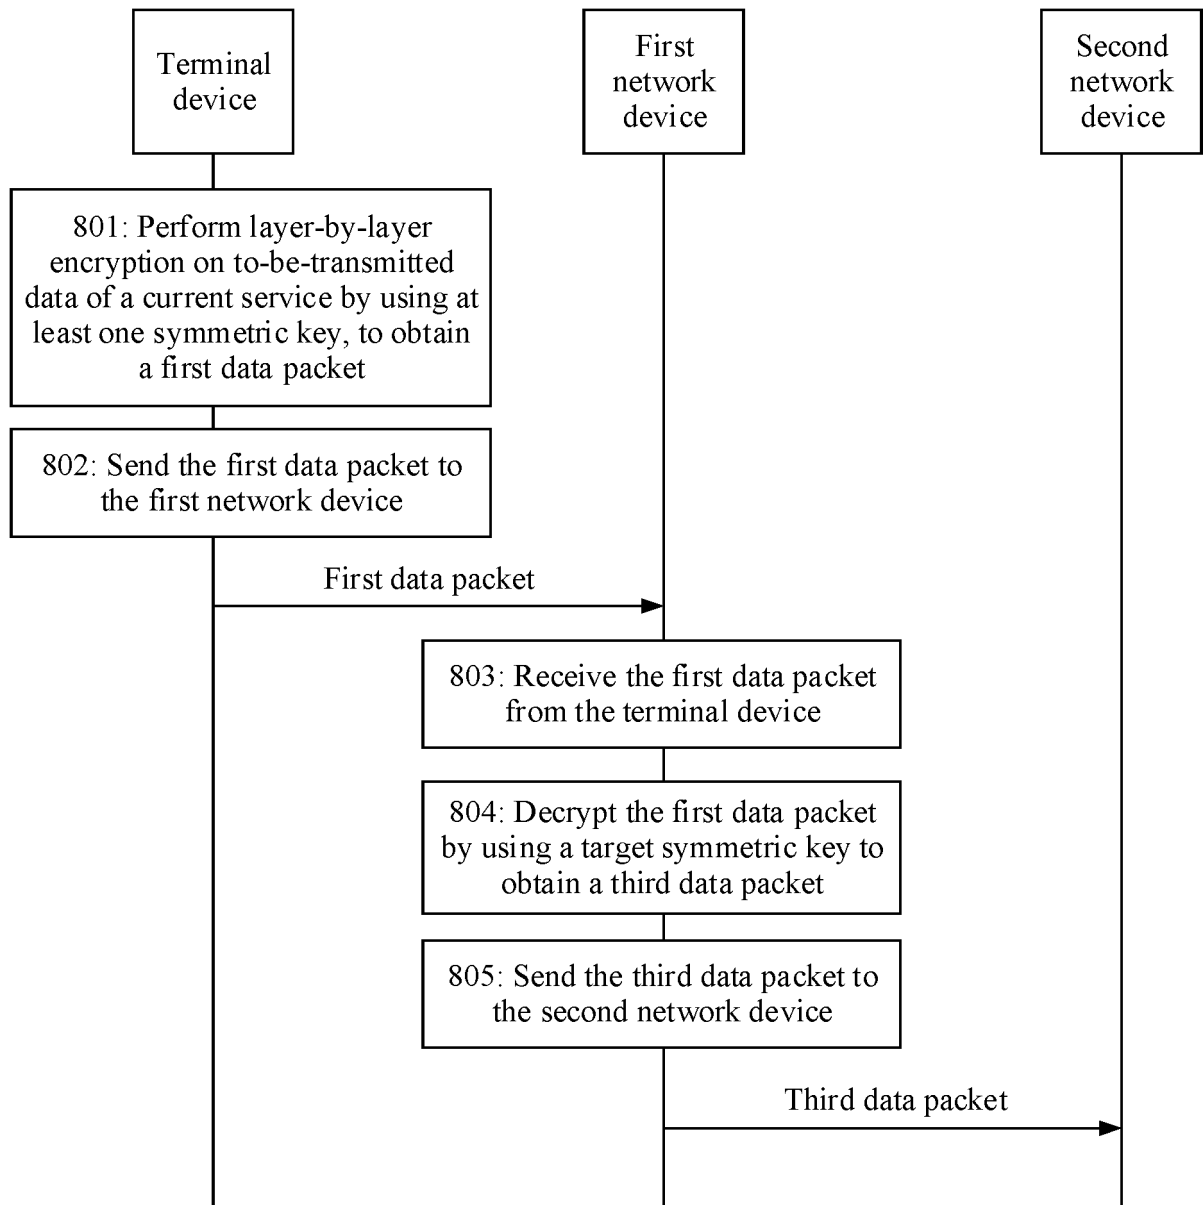 Terminal
device
First
network
device
Second
network
device
801: Perform layer-by-layer
encryption on to-be-transmitted
data of a current service by using at
least one symmetric key, to obtain
a first data packet
802: Send the first data packet to
the first network device
First data packet
803: Receive the first data packet
from the terminal device
804: Decrypt the first data packet
by using a target symmetric key to
obtain a third data packet
805: Send the third data packet to
the second network device
Third data packet